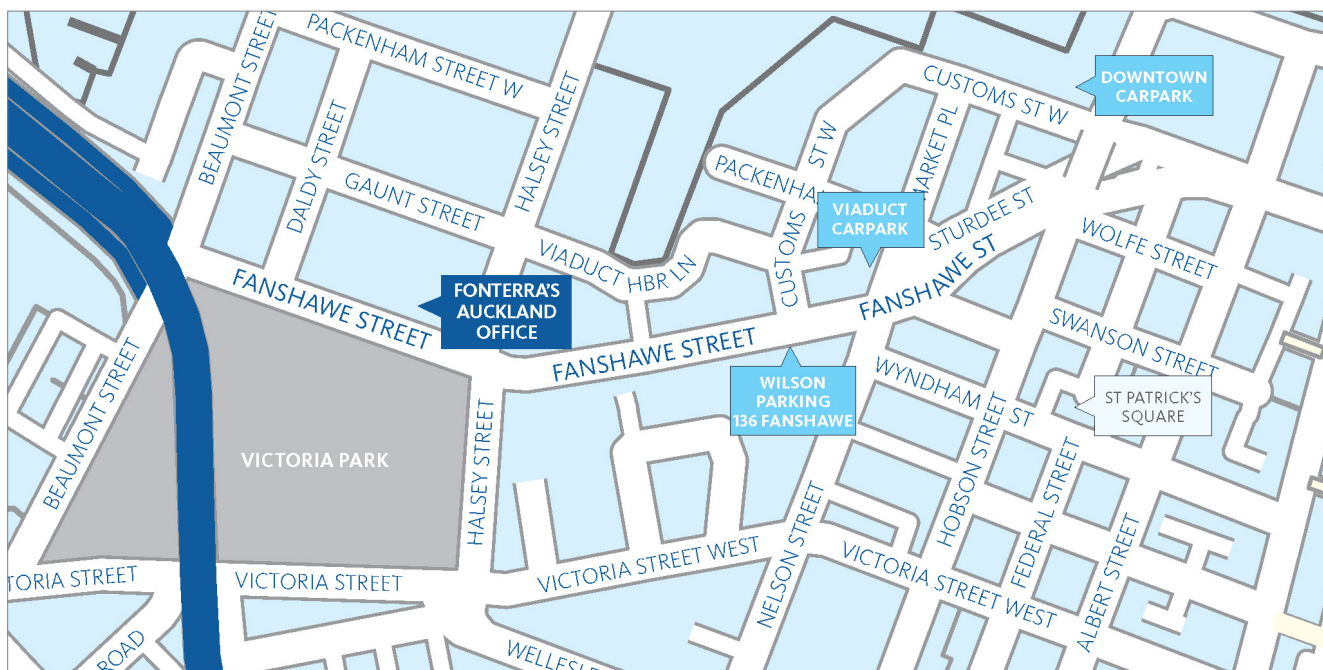 BEAUMONT STREET
PACKENHAM STREET W
DALDY STREET
HALSEY STREET
GAUNT STREET
VIADUCT HBR LN
PACKENHAM
CUSTOMS ST W
CUSTOMS ST W
MARKET PL
DOWNTOWN
CARPARK
VIADUCT
CARPARK
STURDEE ST
WOLFE STREET
FANSHAWE STREET
FONTERRA'S
AUCKLAND
OFFICE
FANSHAWE STREET
FANSHAWE ST
SWANSON STREET
WILSON
PARKING
136 FANSHAWE
WYNDHAM ST
ST PATRICK'S
SQUARE
BEAUMONT STREET
VICTORIA PARK
HALSEY STREET
NELSON STREET
HOBSON STREET
FEDERAL STREET
ALBERT STREET
TORIA STREET
VICTORIA STREET
VICTORIA STREET WEST
VICTORIA STREET WEST
ROAD
WELLESLE